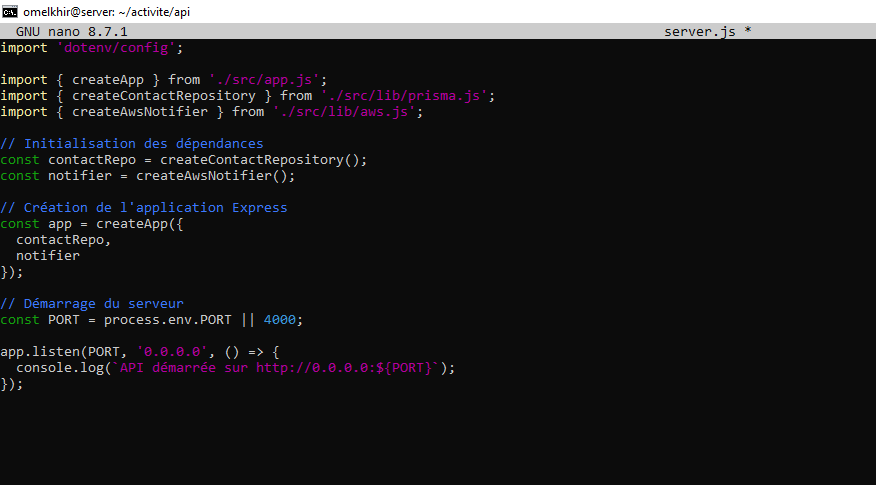 omelkhir@server: ~/activite/api
GNU nano 8.7.1 server.js *
import 'dotenv/config';
import { createApp } from './src/app.js';
import { createContactRepository } from './src/lib/prisma.js';
import { createAwsNotifier } from './src/lib/aws.js';
// Initialisation des dépendances
const contactRepo = createContactRepository();
const notifier = createAwsNotifier();
// Création de l'application Express
const app = createApp({
  contactRepo,
  notifier
});
// Démarrage du serveur
const PORT = process.env.PORT || 4000;
app.listen(PORT, '0.0.0.0', () => {
  console.log(`API démarrée sur http://0.0.0.0:${PORT}`);
});